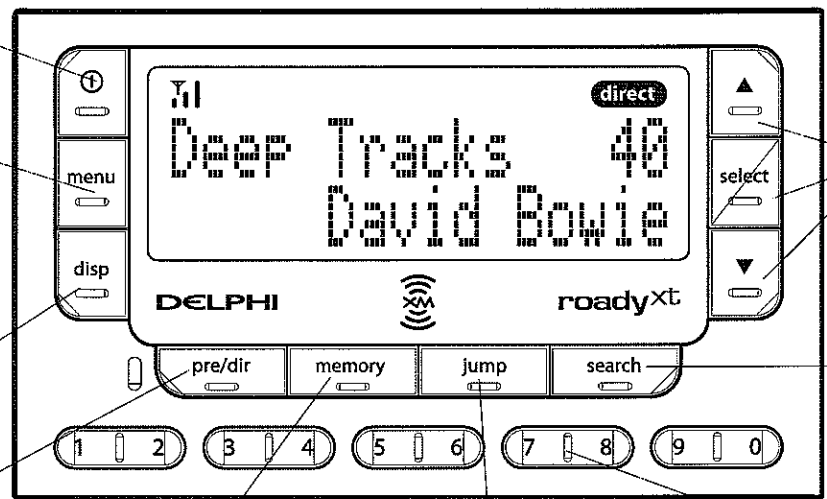 direct
Deep Tracks 40
David Bowie
menu
disp
select
DELPHI XM roady xt
pre/dir memory jump search
1 2 3 4 5 6 7 8 9 0